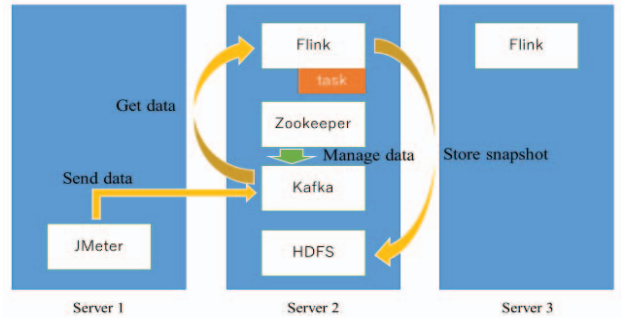 Flink
Flink
task
Get data
Zookeeper
Manage data
Store snapshot
Send data
Kafka
JMeter
HDFS
Server 1
Server 2
Server 3